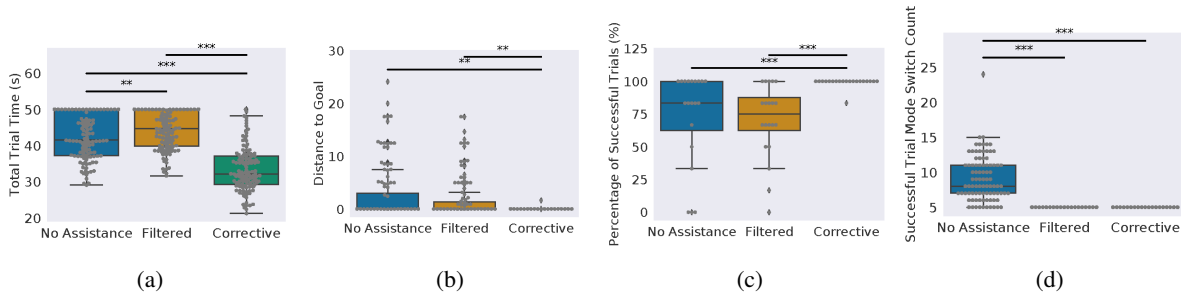 Total Trial Time (s)
60
50
40
30
20
***
***
**
No Assistance Filtered Corrective
(a)
Distance to Goal
30
20
10
0
**
**
No Assistance Filtered Corrective
(b)
Percentage of Successful Trials (%)
125
100
75
50
25
0
***
***
No Assistance Filtered Corrective
(c)
Successful Trial Mode Switch Count
25
20
15
10
5
***
***
No Assistance Filtered Corrective
(d)